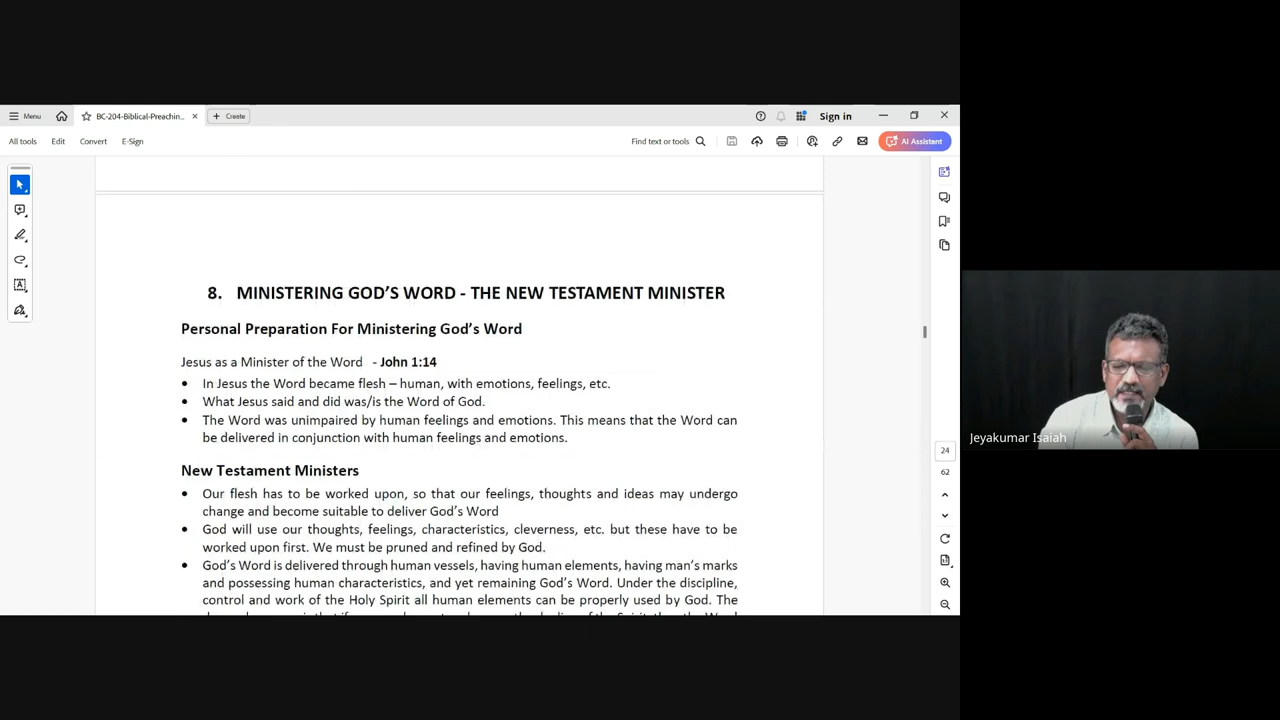 Menu
BC-204-Biblical-Preachin...
Create
Sign in
All tools
Edit
Convert
E-Sign
Find text or tools
AI Assistant
8. MINISTERING GOD'S WORD - THE NEW TESTAMENT MINISTER
Personal Preparation For Ministering God's Word
Jesus as a Minister of the Word - John 1:14
• In Jesus the Word became flesh – human, with emotions, feelings, etc.
• What Jesus said and did was/is the Word of God.
• The Word was unimpaired by human feelings and emotions. This means that the Word can
be delivered in conjunction with human feelings and emotions.
New Testament Ministers
• Our flesh has to be worked upon, so that our feelings, thoughts and ideas may undergo
change and become suitable to deliver God's Word
• God will use our thoughts, feelings, characteristics, cleverness, etc. but these have to be
worked upon first. We must be pruned and refined by God.
• God's Word is delivered through human vessels, having human elements, having man's marks
and possessing human characteristics, and yet remaining God's Word. Under the discipline,
control and work of the Holy Spirit all human elements can be properly used by God. The
24
62
Jeyakumar Isaiah